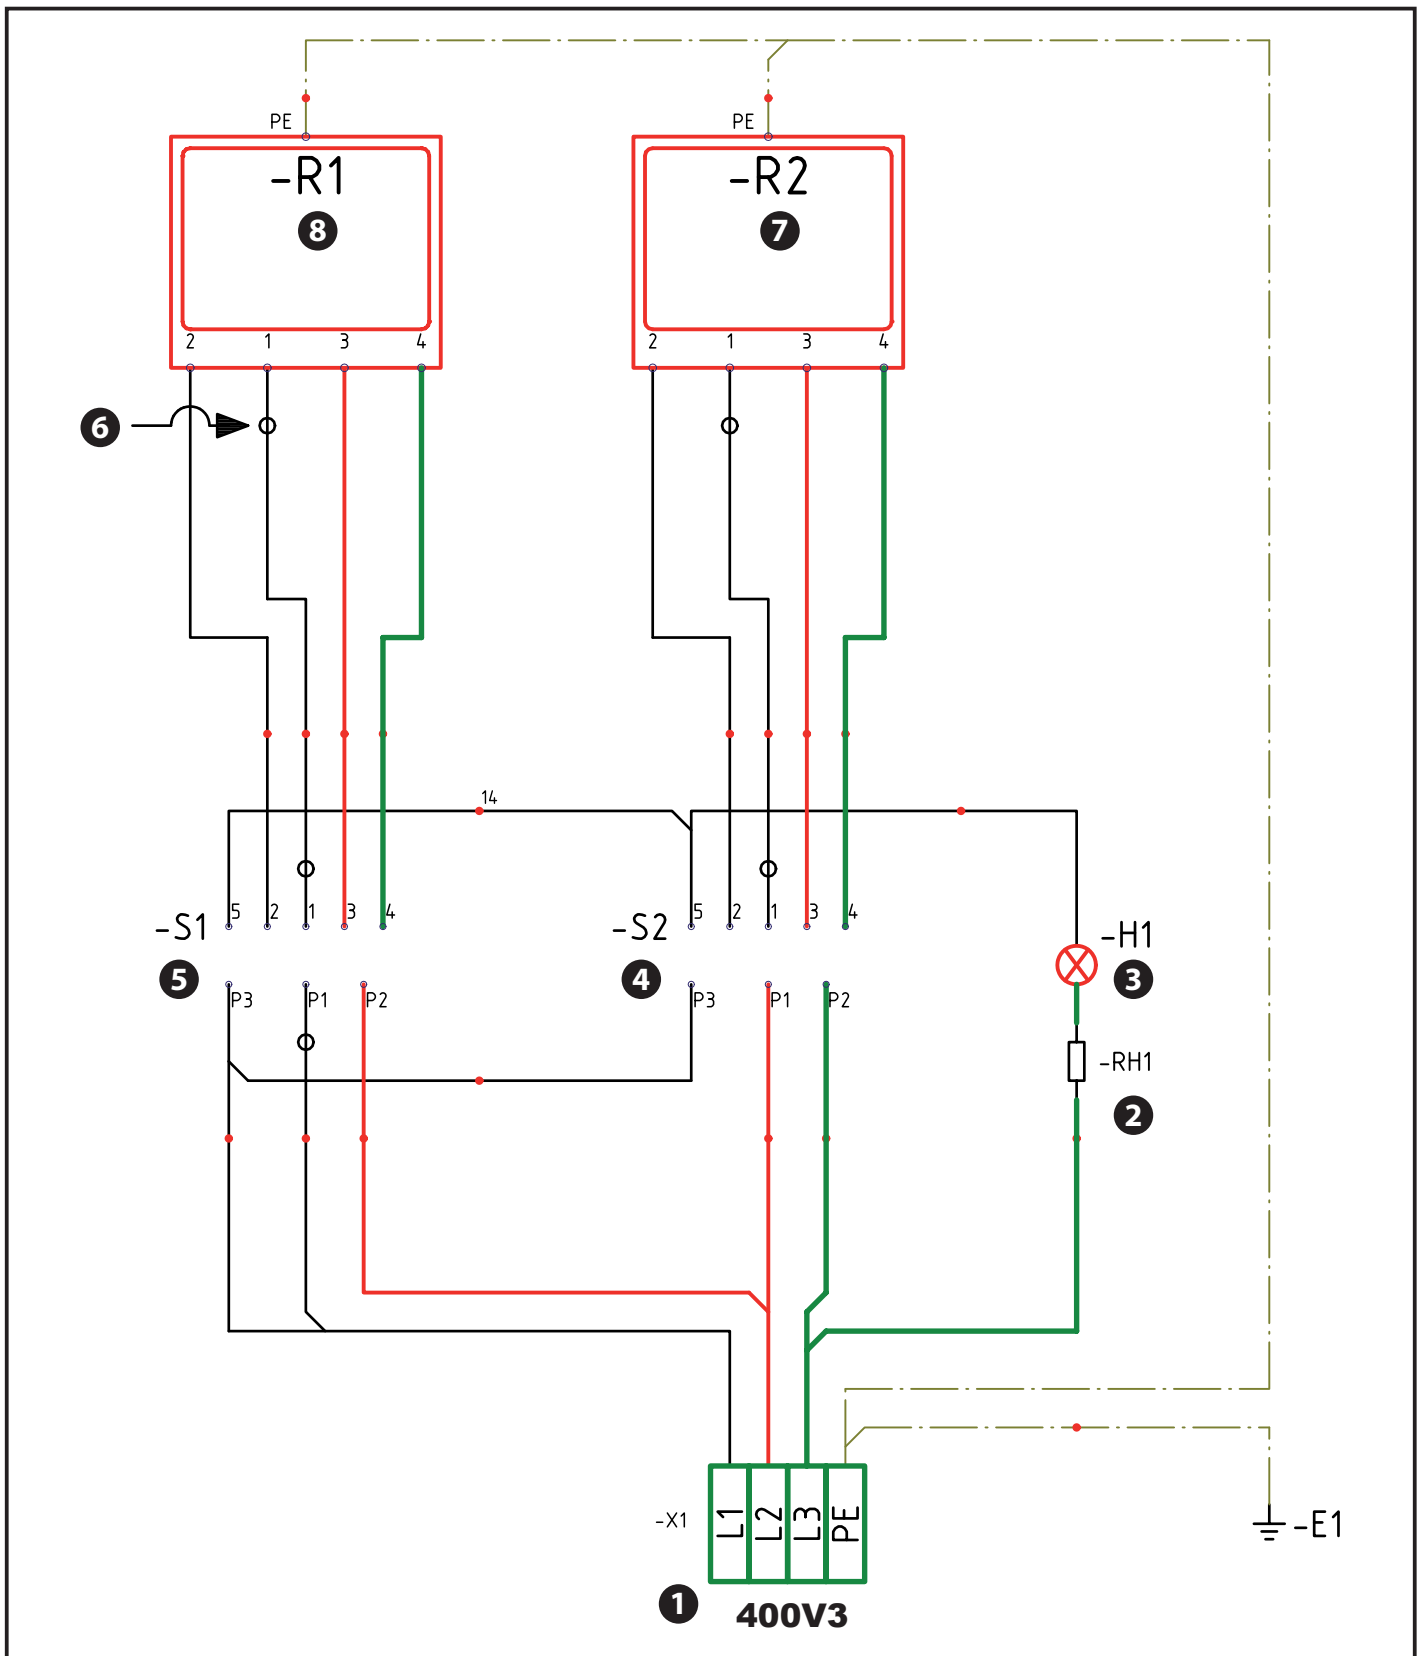 PE PE
-R1 -R2
8 7
2 1 3 4 2 1 3 4
6
14
5 2 1 3 4 5 2 1 3 4
-S1 -S2 -H1
5 4 3
P3 P1 P2 P3 P1 P2
-RH1
2
-X1 L1 L2 L3 PE -E1
1
400V3